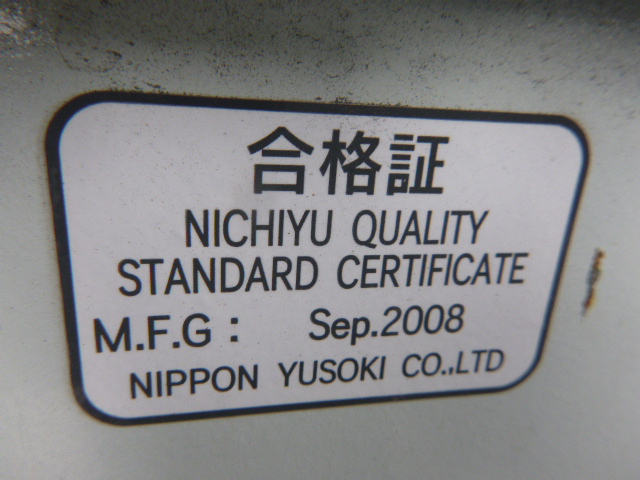 合格証
NICHIYU QUALITY
STANDARD CERTIFICATE
M.F.G : Sep.2008
NIPPON YUSOKI CO.,LTD